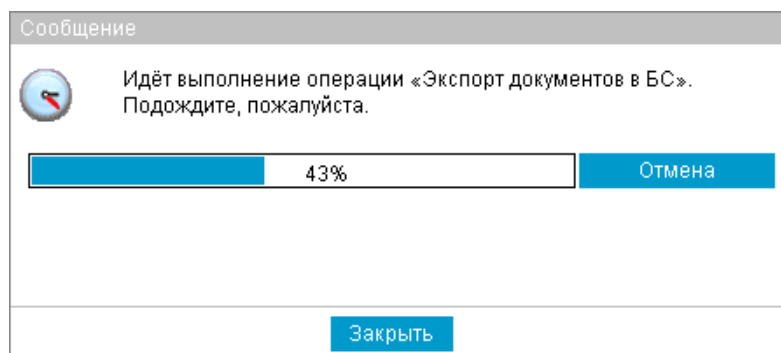 Сообщение
Идёт выполнение операции «Экспорт документов в БС».
Подождите, пожалуйста.
43%
Отмена
Закрыть